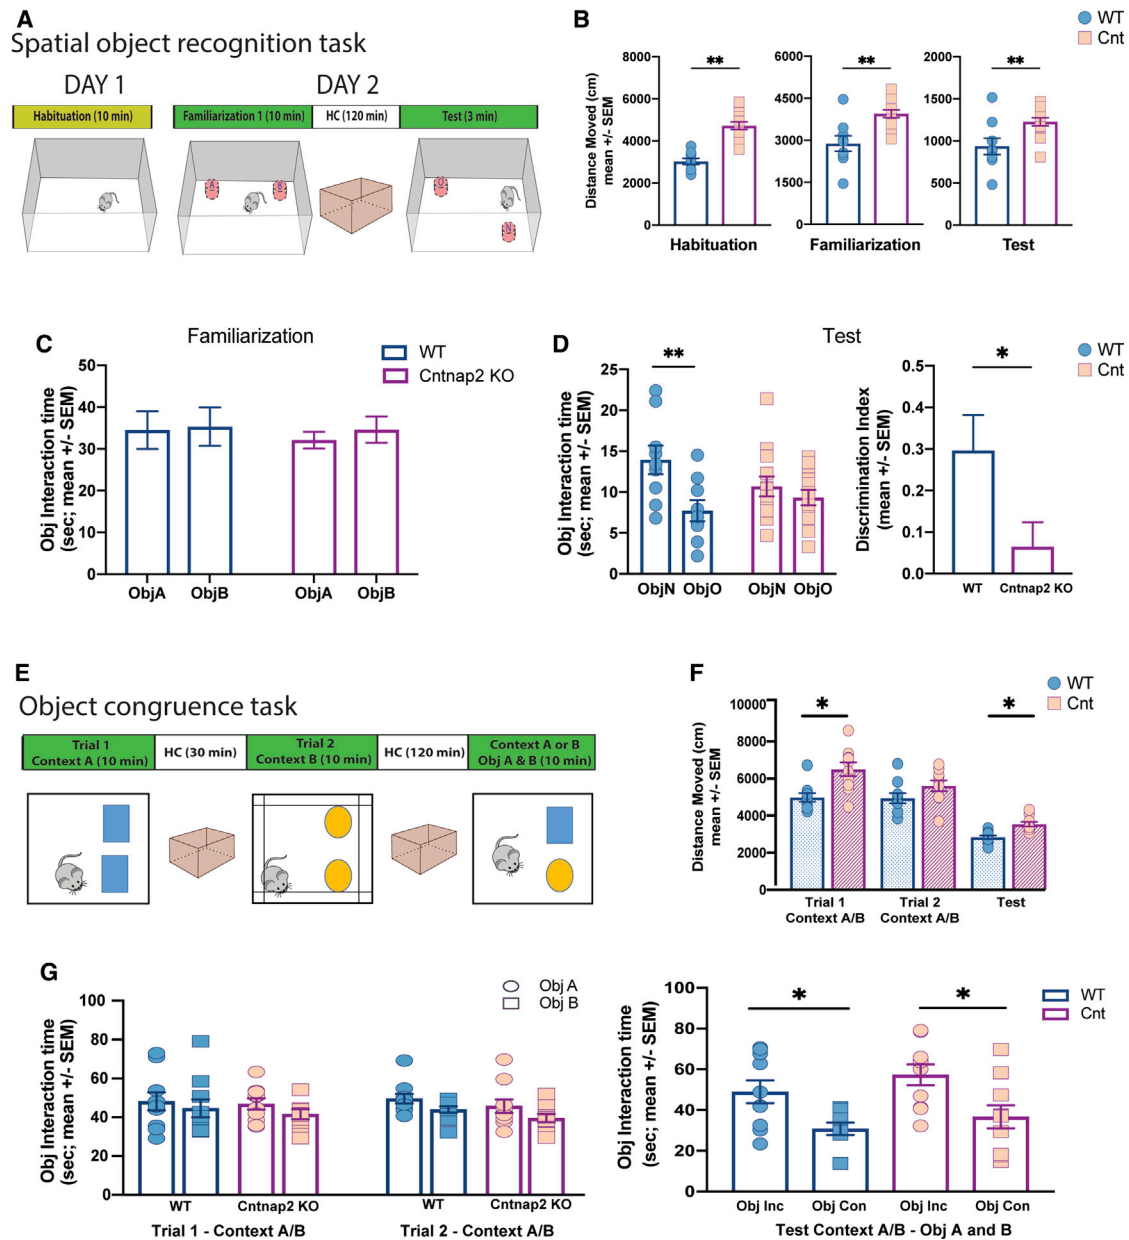 A
Spatial object recognition task
DAY 1
DAY 2
Habituation (10 min)
Familiarization 1 (10 min)
HC (120 min)
Test (3 min)
A
B
O
N
B
WT
Cnt
Distance Moved (cm)
mean +/- SEM
8000
6000
4000
2000
0
**
Habituation
6000
4500
3000
1500
0
**
Familiarization
2000
1500
1000
500
0
**
Test
C
Familiarization
WT
Cntnap2 KO
Obj Interaction time
(sec; mean +/- SEM)
50
40
30
20
10
0
ObjA
ObjB
ObjA
ObjB
D
Test
WT
Cnt
Obj Interaction time
(sec; mean +/- SEM)
25
20
15
10
5
0
**
ObjN
ObjO
ObjN
ObjO
Discrimination Index
(mean +/- SEM)
0.5
0.4
0.3
0.2
0.1
0.0
*
WT
Cntnap2 KO
E
Object congruence task
Trial 1
Context A (10 min)
HC (30 min)
Trial 2
Context B (10 min)
HC (120 min)
Context A or B
Obj A & B (10 min)
F
WT
Cnt
Distance Moved (cm)
mean +/- SEM
10000
8000
6000
4000
2000
0
*
*
Trial 1
Context A/B
Trial 2
Context A/B
Test
G
Obj A
Obj B
Obj Interaction time
(sec; mean +/- SEM)
100
80
60
40
20
0
WT
Cntnap2 KO
WT
Cntnap2 KO
Trial 1 - Context A/B
Trial 2 - Context A/B
WT
Cnt
Obj Interaction time
(sec; mean +/- SEM)
100
80
60
40
20
0
*
*
Obj Inc
Obj Con
Obj Inc
Obj Con
Test Context A/B - Obj A and B